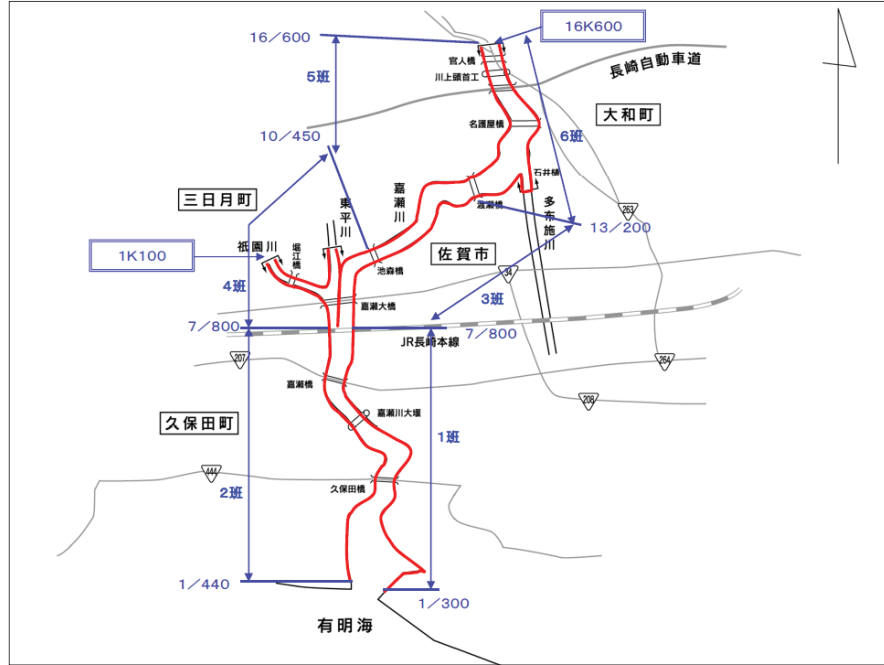 16/600
16K600
官人橋
川上頭首工
5班
長崎自動車道
大和町
10/450
名護屋橋
6班
石井樋
三日月町
嘉瀬川
東平川
渡瀬橋
多布施川
263
13/200
祇園川
堀江橋
佐賀市
1K100
池森橋
34
4班
嘉瀬大橋
3班
7/800
7/800
JR長崎本線
207
264
嘉瀬橋
208
久保田町
嘉瀬川大堰
1班
444
2班
久保田橋
1/440
1/300
有明海